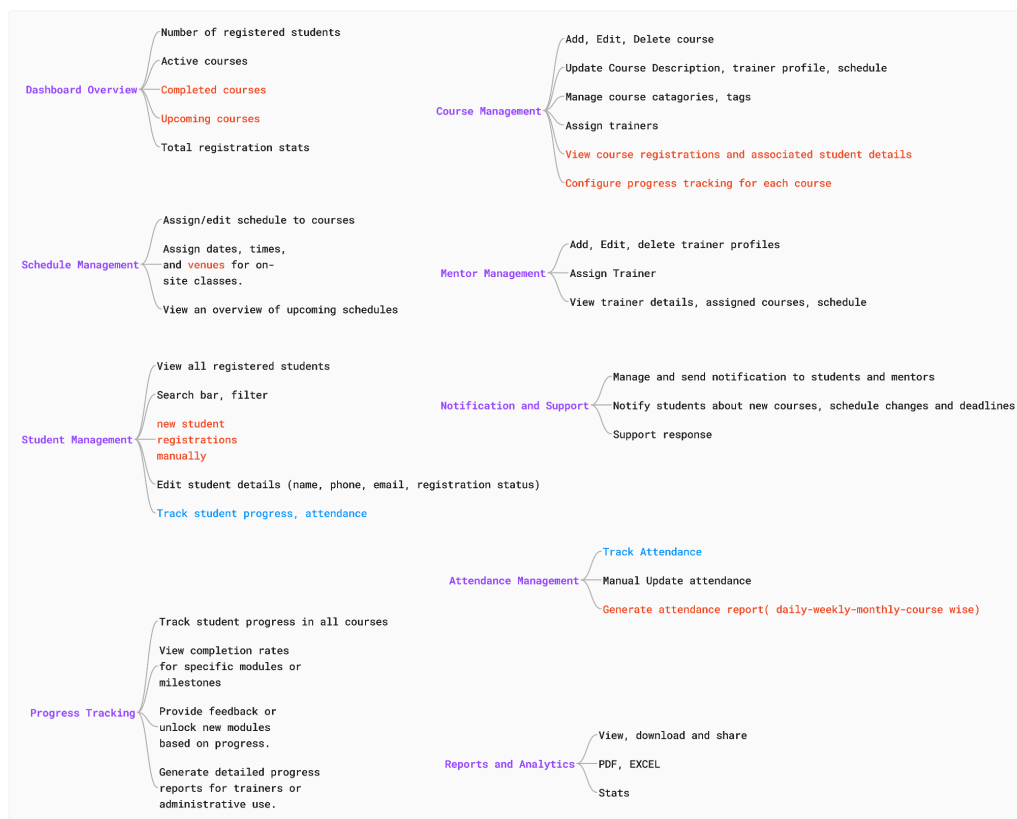 Dashboard Overview
Number of registered students
Active courses
Completed courses
Upcoming courses
Total registration stats
Course Management
Add, Edit, Delete course
Update Course Description, trainer profile, schedule
Manage course catagories, tags
Assign trainers
View course registrations and associated student details
Configure progress tracking for each course
Schedule Management
Assign/edit schedule to courses
Assign dates, times,
and venues for on-
site classes.
View an overview of upcoming schedules
Mentor Management
Add, Edit, delete trainer profiles
Assign Trainer
View trainer details, assigned courses, schedule
Student Management
View all registered students
Search bar, filter
new student
registrations
manually
Edit student details (name, phone, email, registration status)
Track student progress, attendance
Notification and Support
Manage and send notification to students and mentors
Notify students about new courses, schedule changes and deadlines
Support response
Attendance Management
Track Attendance
Manual Update attendance
Generate attendance report( daily-weekly-monthly-course wise)
Progress Tracking
Track student progress in all courses
View completion rates
for specific modules or
milestones
Provide feedback or
unlock new modules
based on progress.
Generate detailed progress
reports for trainers or
administrative use.
Reports and Analytics
View, download and share
PDF, EXCEL
Stats